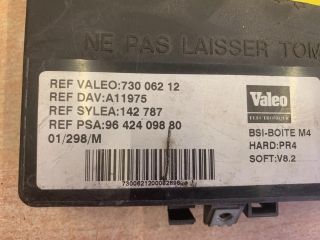 NE PAS LAISSER TOM
REF VALEO:730 062 12
REF DAV:A11975
REF SYLEA:142 787
REF PSA:96 424 098 80
01/298/M
Valeo
ELECTRONIQUE
BSI-BOITE M4
HARD:PR4
SOFT:V8.2